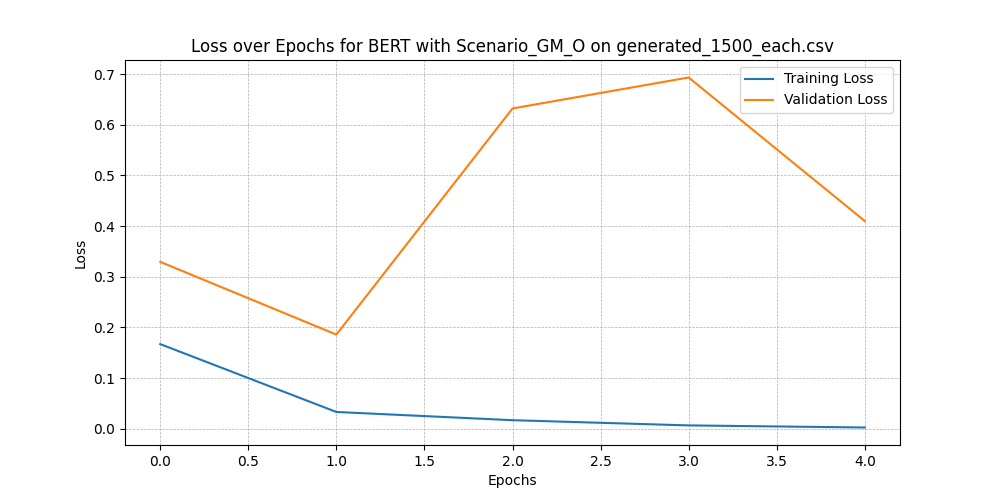 Loss over Epochs for BERT with Scenario_GM_O on generated_1500_each.csv
Training Loss
Validation Loss
0.7
0.6
0.5
0.4
0.3
0.2
0.1
0.0
Loss
0.0 0.5 1.0 1.5 2.0 2.5 3.0 3.5 4.0
Epochs